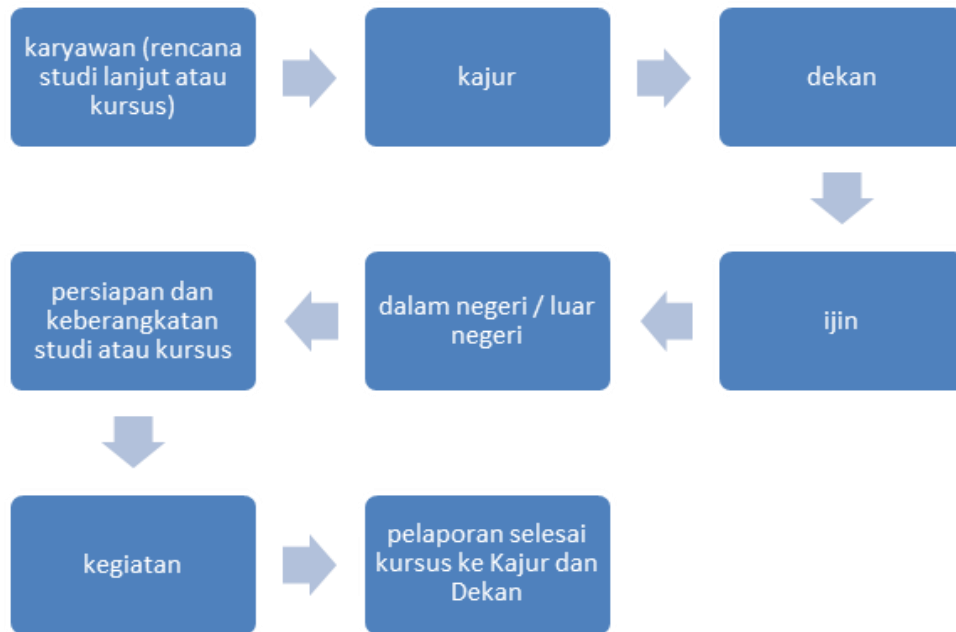 karyawan (rencana
studi lanjut atau
kursus)
kajur
dekan
ijin
dalam negeri / luar
negeri
persiapan dan
keberangkatan
studi atau kursus
kegiatan
pelaporan selesai
kursus ke Kajur dan
Dekan